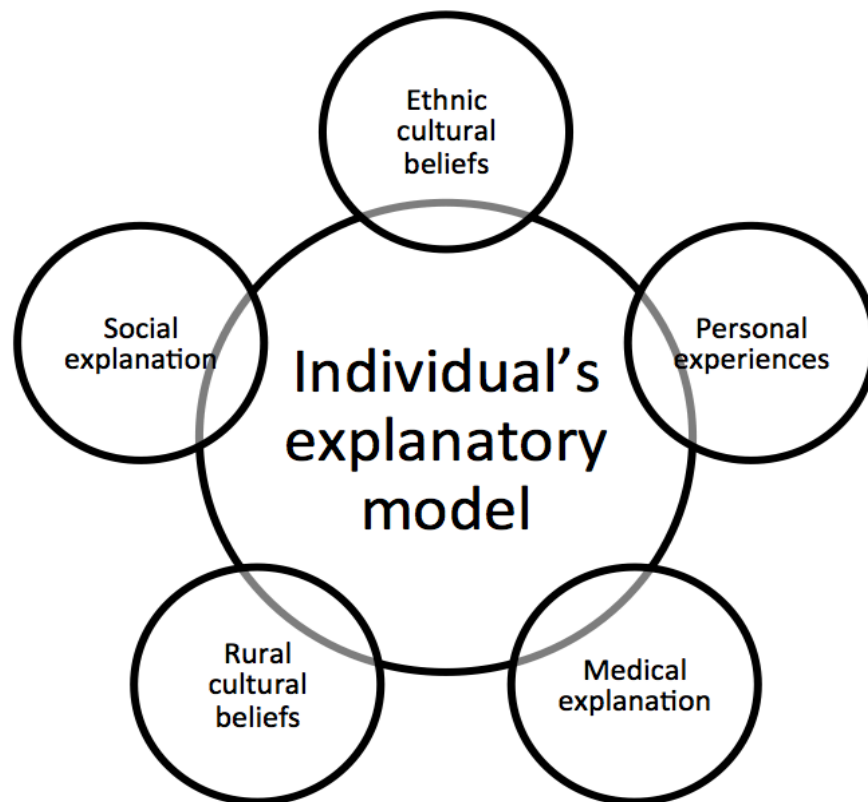 Ethnic
cultural
beliefs
Social
explanation
Personal
experiences
Individual’s
explanatory
model
Rural
cultural
beliefs
Medical
explanation